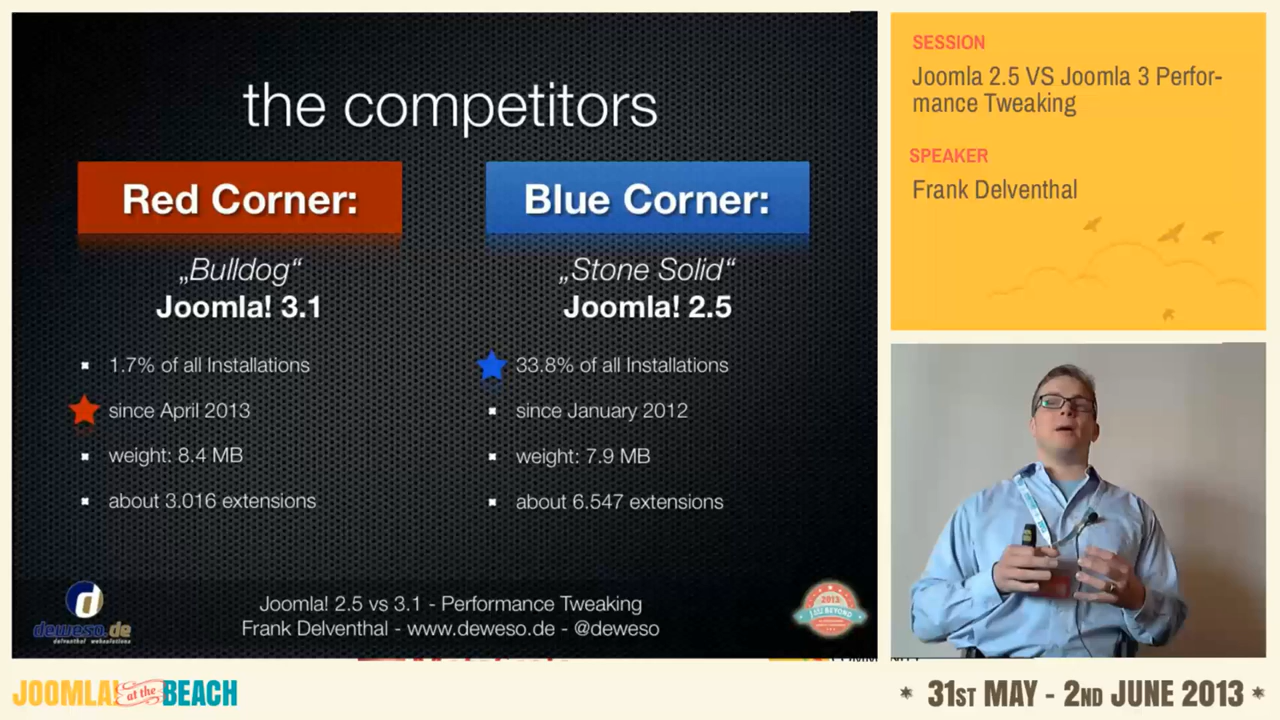 the competitors
Red Corner:
„Bulldog“
Joomla! 3.1
1.7% of all Installations
since April 2013
weight: 8.4 MB
about 3.016 extensions
Blue Corner:
„Stone Solid“
Joomla! 2.5
33.8% of all Installations
since January 2012
weight: 7.9 MB
about 6.547 extensions
d
deweso.de
delventhal websolutions
Joomla! 2.5 vs 3.1 - Performance Tweaking
Frank Delventhal - www.deweso.de - @deweso
2013
BEYOND
SESSION
Joomla 2.5 VS Joomla 3 Perfor-
mance Tweaking
SPEAKER
Frank Delventhal
JOOMLA! at the BEACH
* 31ST MAY - 2ND JUNE 2013 *